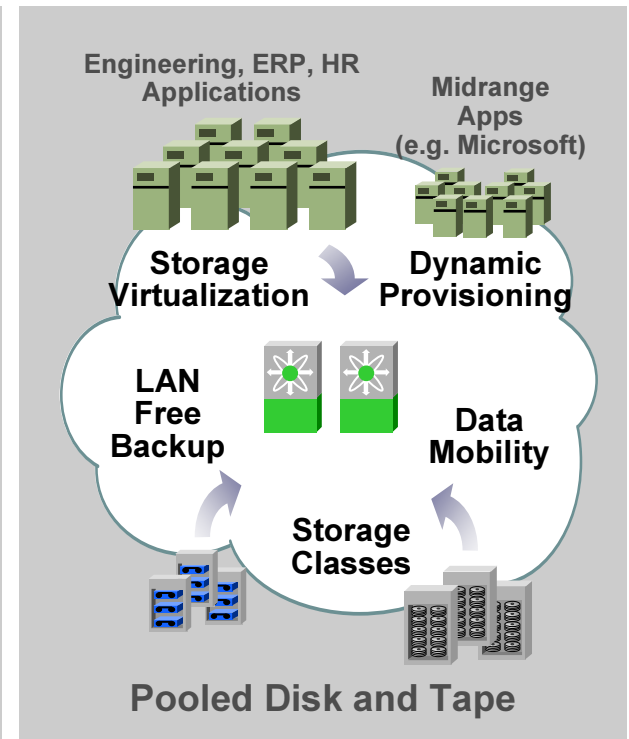 Engineering, ERP, HR
Applications
Midrange
Apps
(e.g. Microsoft)
Storage
Virtualization
Dynamic
Provisioning
LAN
Free
Backup
Data
Mobility
Storage
Classes
Pooled Disk and Tape